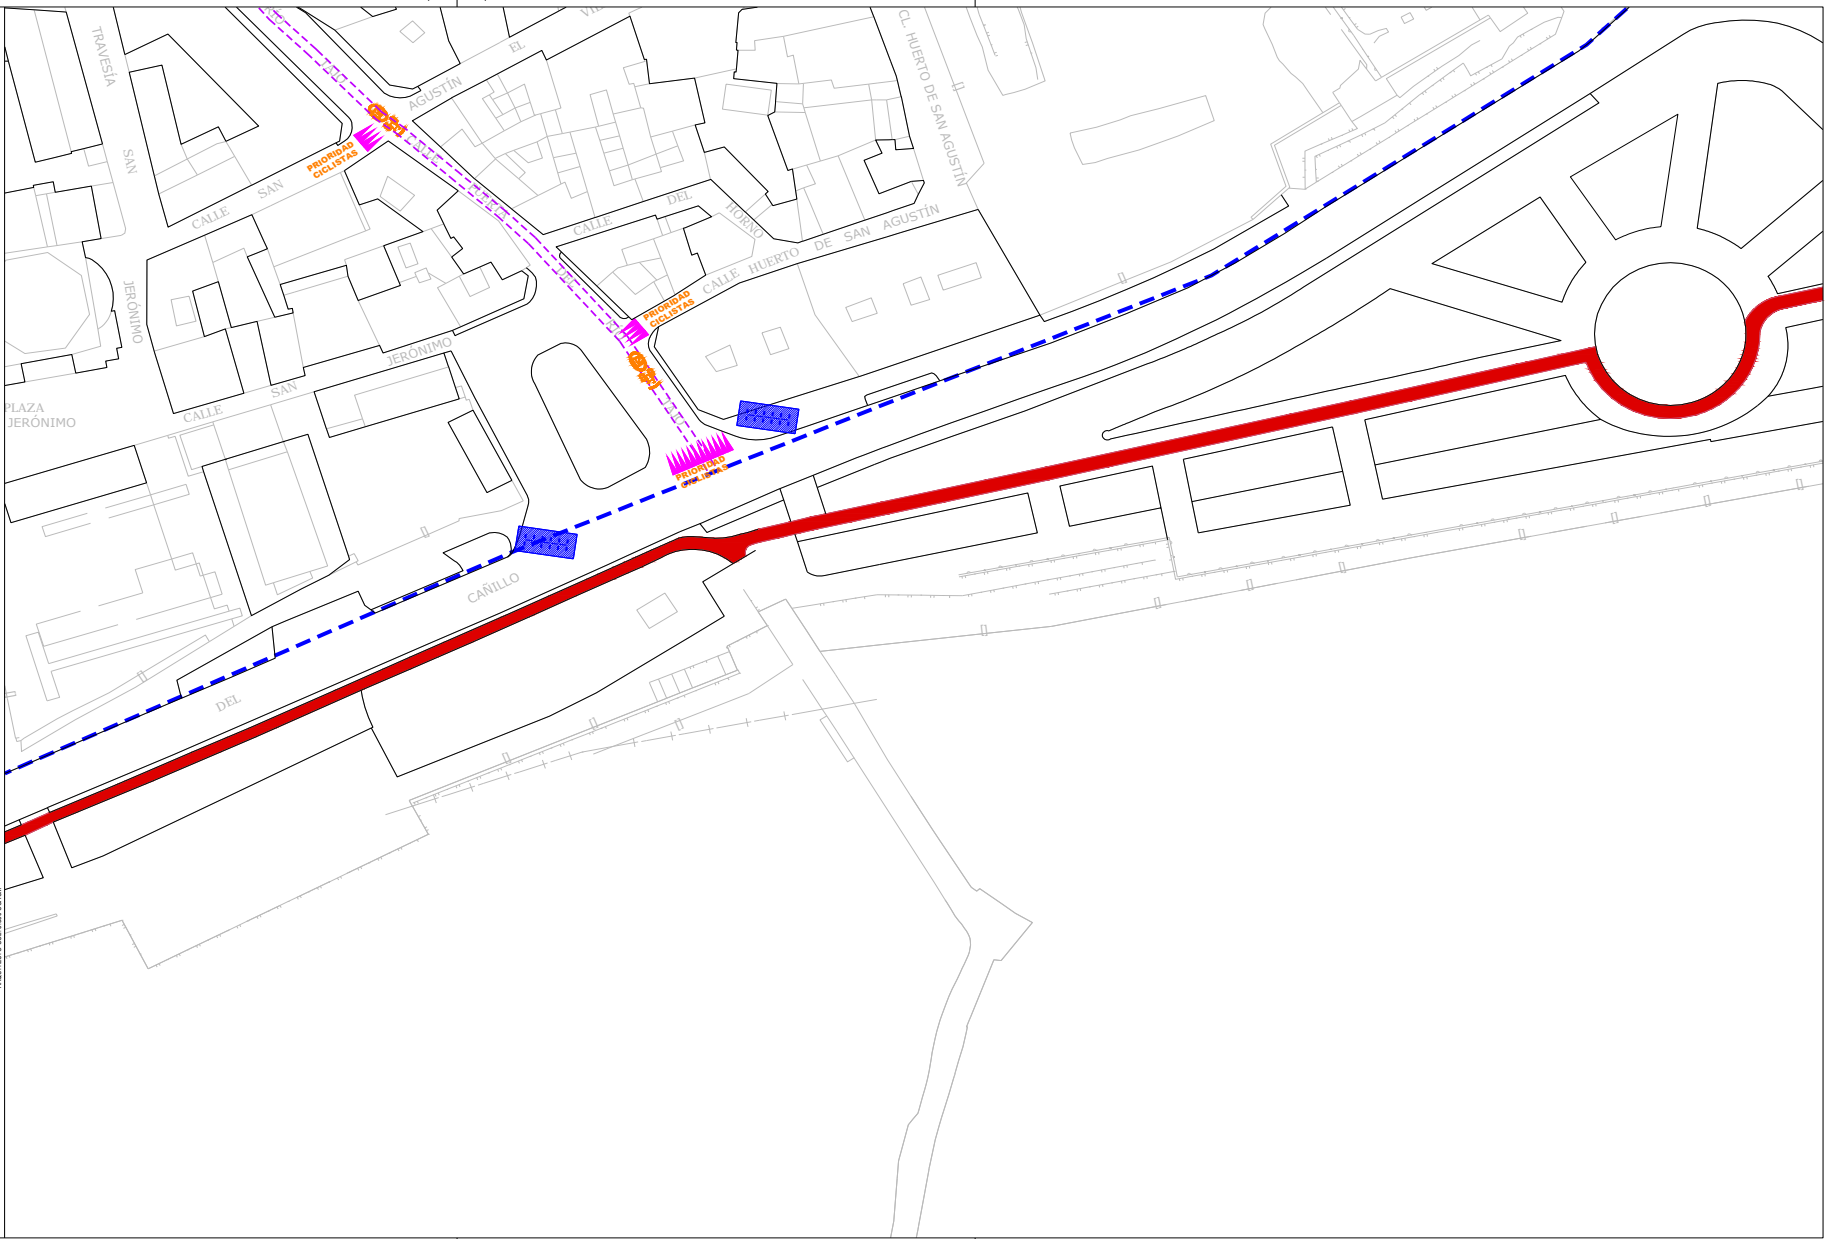 TRAVESÍA
SAN
JERÓNIMO
PLAZA
JERÓNIMO
CALLE
SAN
AGUSTÍN
EL
CL. HUERTO DE SAN AGUSTÍN
PRIORIDAD
CICLISTAS
CALLE
DEL
HORNO
CALLE HUERTO DE SAN AGUSTÍN
PRIORIDAD
CICLISTAS
CALLE
SAN
JERÓNIMO
PRIORIDAD
CICLISTAS
DEL
CAÑILLO